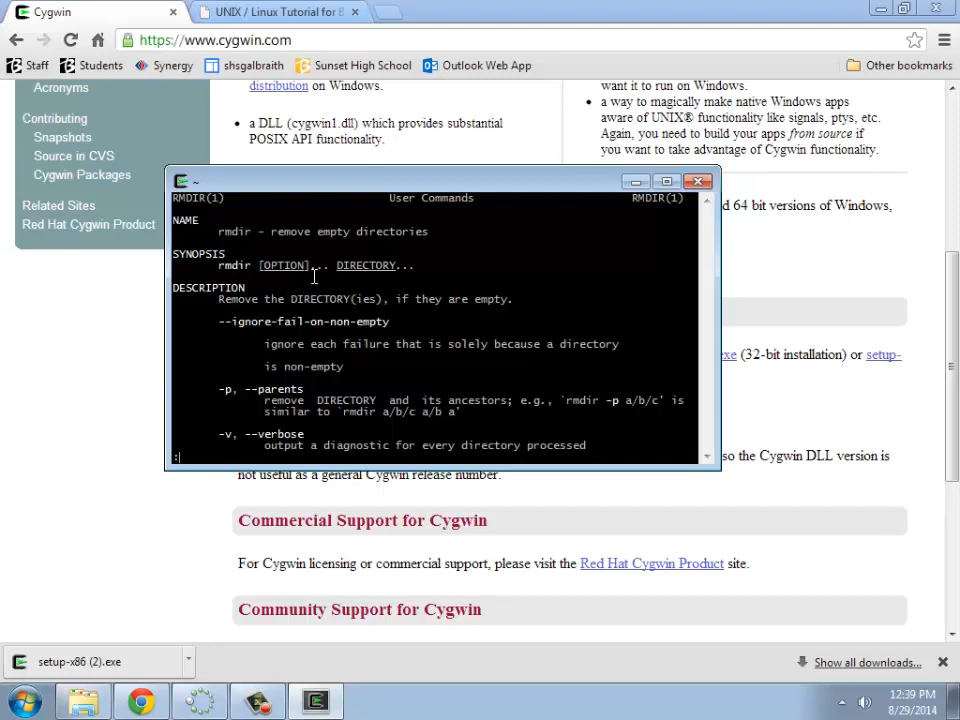 Cygwin
UNIX / Linux Tutorial for B
https://www.cygwin.com
Staff
Students
Synergy
shsgalbraith
Sunset High School
Outlook Web App
Other bookmarks
Acronyms
Contributing
Snapshots
Source in CVS
Cygwin Packages
Related Sites
Red Hat Cygwin Product
distribution on Windows.
a DLL (cygwin1.dll) which provides substantial
POSIX API functionality.
want it to run on Windows.
a way to magically make native Windows apps
aware of UNIX® functionality like signals, ptys, etc.
Again, you need to build your apps from source if
you want to take advantage of Cygwin functionality.
d 64 bit versions of Windows,
exe (32-bit installation) or setup-
so the Cygwin DLL version is
not useful as a general Cygwin release number.
~
RMDIR(1) User Commands RMDIR(1)
NAME
rmdir - remove empty directories
SYNOPSIS
rmdir [OPTION]... DIRECTORY...
DESCRIPTION
Remove the DIRECTORY(ies), if they are empty.
--ignore-fail-on-non-empty
ignore each failure that is solely because a directory
is non-empty
-p, --parents
remove DIRECTORY and its ancestors; e.g., `rmdir -p a/b/c' is
similar to `rmdir a/b/c a/b a'
-v, --verbose
output a diagnostic for every directory processed
:
Commercial Support for Cygwin
For Cygwin licensing or commercial support, please visit the Red Hat Cygwin Product site.
Community Support for Cygwin
setup-x86 (2).exe
Show all downloads...
12:39 PM
8/29/2014